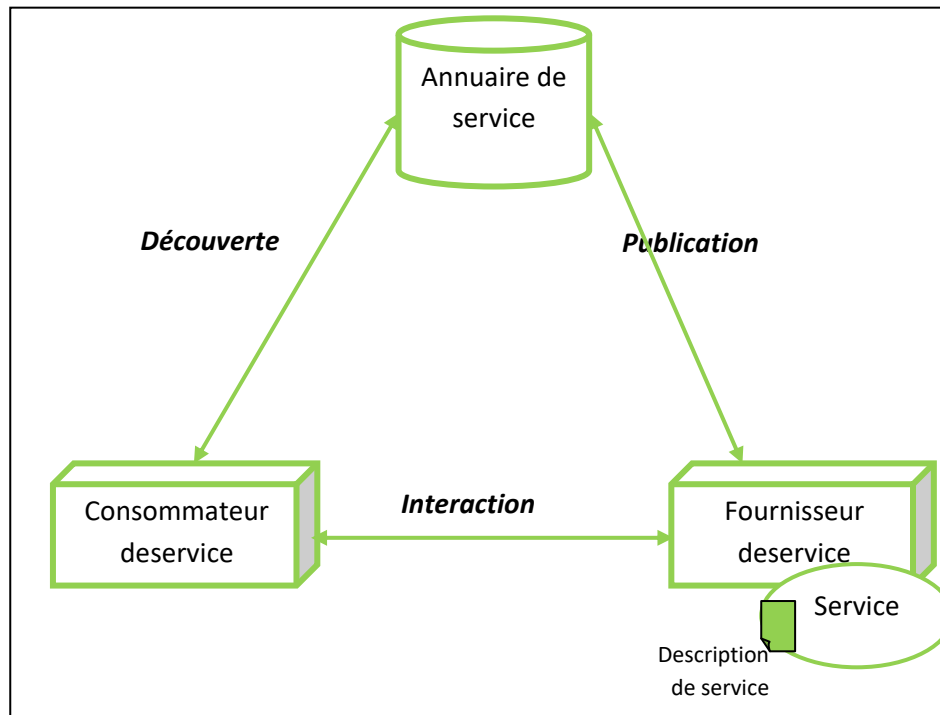 Annuaire de
service
Découverte
Publication
Consommateur
deservice
Interaction
Fournisseur
deservice
Service
Description
de service